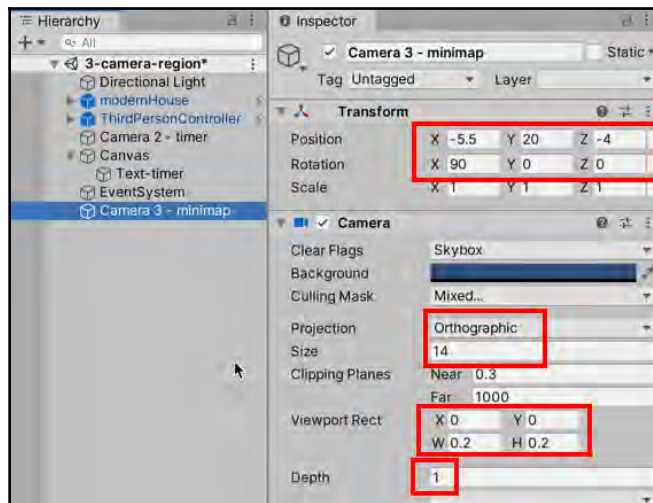 Hierarchy
All
3-camera-region*
Directional Light
modernHouse
ThirdPersonController
Camera 2 - timer
Canvas
Text-timer
EventSystem
Camera 3 - minimap
Inspector
Camera 3 - minimap Static
Tag Untagged Layer
Transform
Position X -5.5 Y 20 Z -4
Rotation X 90 Y 0 Z 0
Scale X 1 Y 1 Z 1
Camera
Clear Flags Skybox
Background
Culling Mask Mixed...
Projection Orthographic
Size 14
Clipping Planes Near 0.3
Far 1000
Viewport Rect X 0 Y 0
W 0.2 H 0.2
Depth 1